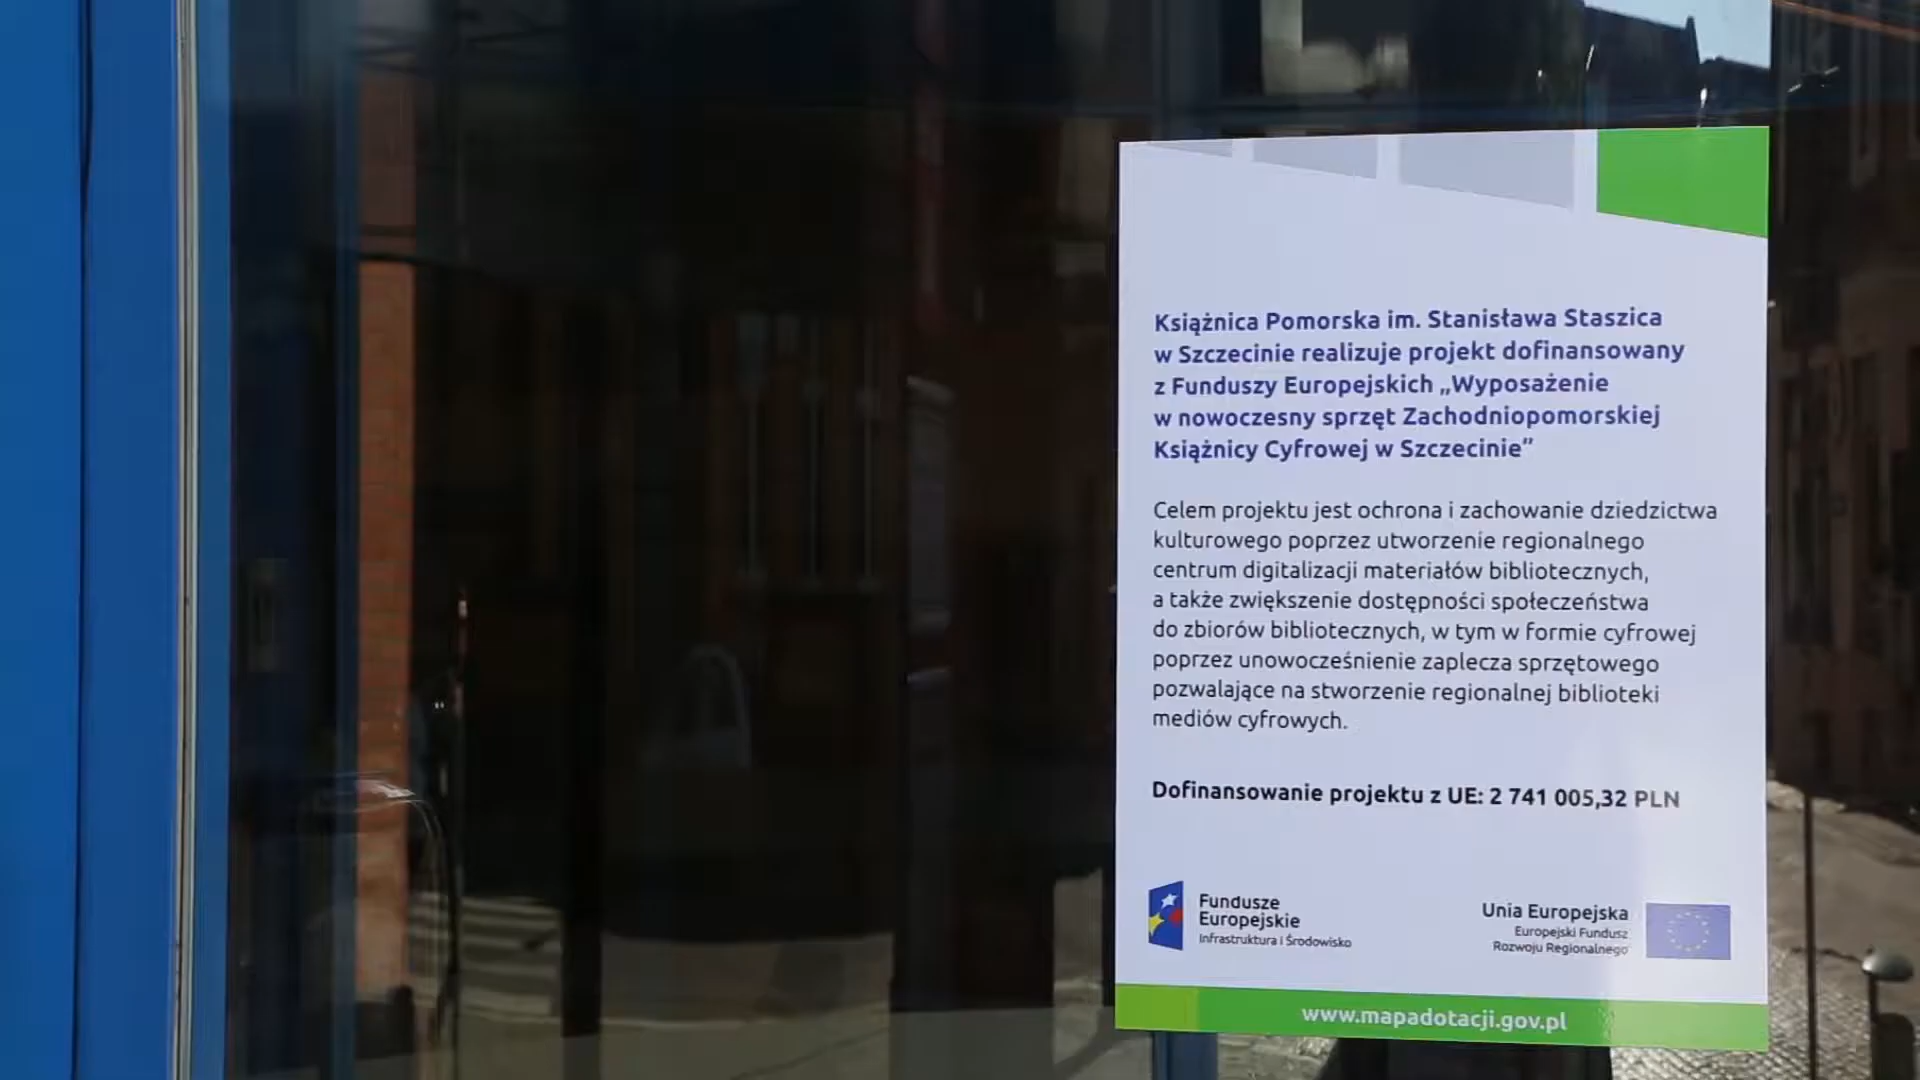 Książnica Pomorska im. Stanisława Staszica
w Szczecinie realizuje projekt dofinansowany
z Funduszy Europejskich „Wyposażenie
w nowoczesny sprzęt Zachodniopomorskiej
Książnicy Cyfrowej w Szczecinie”
Celem projektu jest ochrona i zachowanie dziedzictwa
kulturowego poprzez utworzenie regionalnego
centrum digitalizacji materiałów bibliotecznych,
a także zwiększenie dostępności społeczeństwa
do zbiorów bibliotecznych, w tym w formie cyfrowej
poprzez unowocześnienie zaplecza sprzętowego
pozwalające na stworzenie regionalnej biblioteki
mediów cyfrowych.
Dofinansowanie projektu z UE: 2 741 005,32 PLN
Fundusze
Europejskie
Infrastruktura i Środowisko
Unia Europejska
Europejski Fundusz
Rozwoju Regionalnego
www.mapadotacji.gov.pl